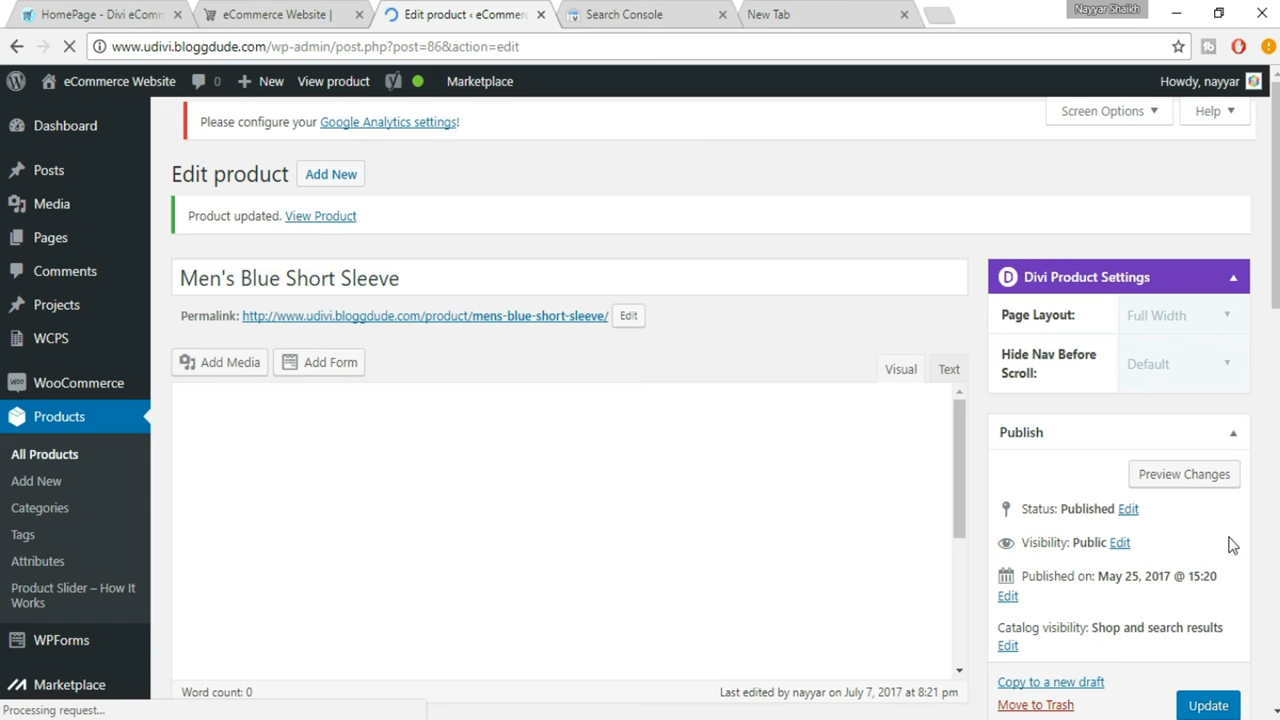 HomePage - Divi eComm
eCommerce Website |
Edit product ‹ eCommerc
Search Console
New Tab
Nayyar Shaikh
www.udivi.bloggdude.com/wp-admin/post.php?post=86&action=edit
eCommerce Website
0
New
View product
Marketplace
Howdy, nayyar
Dashboard
Posts
Media
Pages
Comments
Projects
WCPS
WooCommerce
Products
All Products
Add New
Categories
Tags
Attributes
Product Slider – How It
Works
WPForms
Marketplace
Processing request...
Please configure your Google Analytics settings!
Screen Options
Help
Edit product
Add New
Product updated. View Product
Men's Blue Short Sleeve
Permalink: http://www.udivi.bloggdude.com/product/mens-blue-short-sleeve/
Edit
Add Media
Add Form
Visual
Text
Word count: 0
Last edited by nayyar on July 7, 2017 at 8:21 pm
D
Divi Product Settings
Page Layout:
Full Width
Hide Nav Before
Scroll:
Default
Publish
Preview Changes
Status: Published Edit
Visibility: Public Edit
Published on: May 25, 2017 @ 15:20
Edit
Catalog visibility: Shop and search results
Edit
Copy to a new draft
Move to Trash
Update